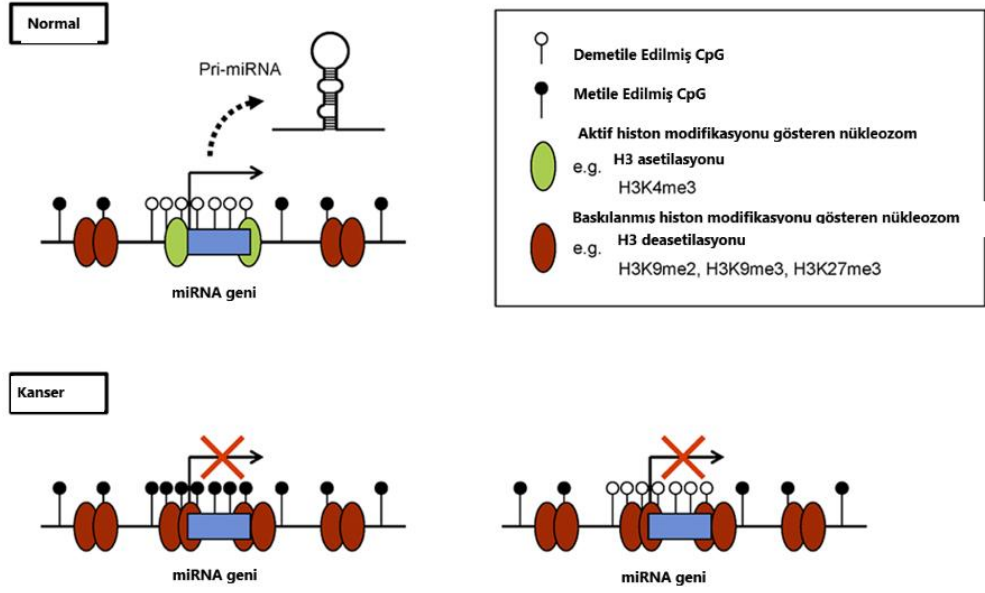 Normal
Pri-miRNA
miRNA geni
Demetile Edilmiş CpG
Metile Edilmiş CpG
Aktif histon modifikasyonu gösteren nükleozom
e.g. H3 asetilasyonu
H3K4me3
Baskılanmış histon modifikasyonu gösteren nükleozom
e.g. H3 deasetilasyonu
H3K9me2, H3K9me3, H3K27me3
Kanser
miRNA geni
miRNA geni